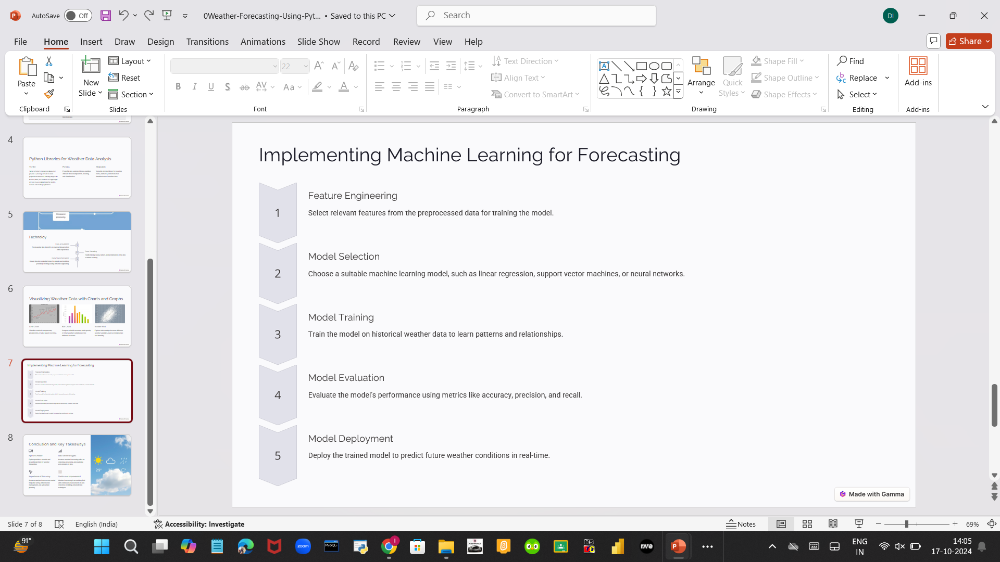 AutoSave Off 0Weather-Forecasting-Using-Pyt... • Saved to this PC Search DI
File Home Insert Draw Design Transitions Animations Slide Show Record Review View Help Share
Paste New Slide Layout Reset Section 22 Text Direction Align Text Convert to SmartArt Arrange Quick Styles Shape Fill Shape Outline Shape Effects Find Replace Select Add-ins
Clipboard Slides Font Paragraph Drawing Editing Add-ins
4
Python Libraries for Weather Data Analysis
5
Technoloy
6
Visualizing Weather Data with Charts and Graphs
7
Implementing Machine Learning for Forecasting
8
Conclusion and Key Takeaways
Implementing Machine Learning for Forecasting
1
Feature Engineering
Select relevant features from the preprocessed data for training the model.
2
Model Selection
Choose a suitable machine learning model, such as linear regression, support vector machines, or neural networks.
3
Model Training
Train the model on historical weather data to learn patterns and relationships.
4
Model Evaluation
Evaluate the model's performance using metrics like accuracy, precision, and recall.
5
Model Deployment
Deploy the trained model to predict future weather conditions in real-time.
Made with Gamma
Slide 7 of 8 English (India) Accessibility: Investigate Notes 69%
91° zoom MySQL ENG IN 14:05
17-10-2024